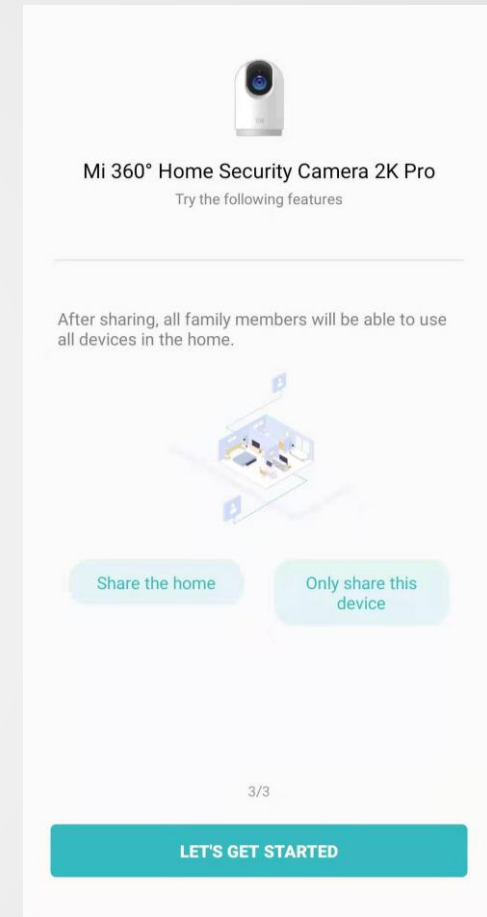 Mi 360° Home Security Camera 2K Pro
Try the following features
After sharing, all family members will be able to use
all devices in the home.
Share the home
Only share this
device
3/3
LET'S GET STARTED